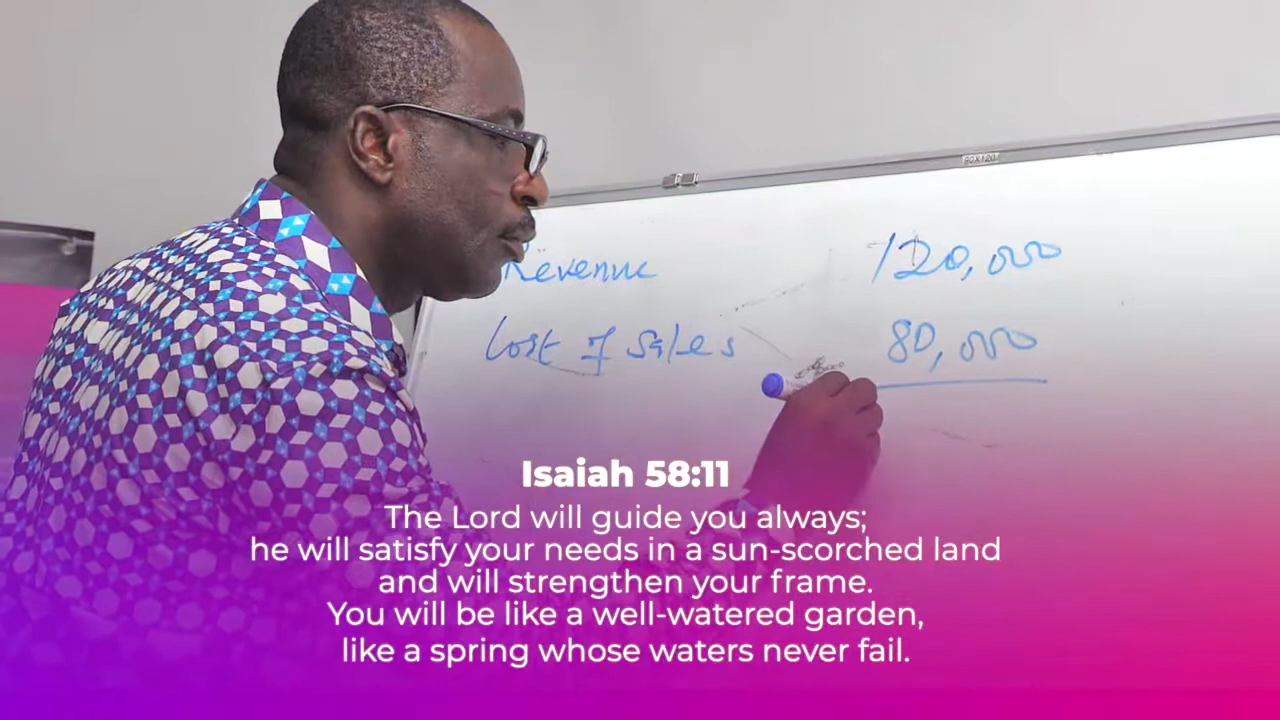 Revenue 120,000
Cost of sales 80,000
Isaiah 58:11
The Lord will guide you always;
he will satisfy your needs in a sun-scorched land
and will strengthen your frame.
You will be like a well-watered garden,
like a spring whose waters never fail.